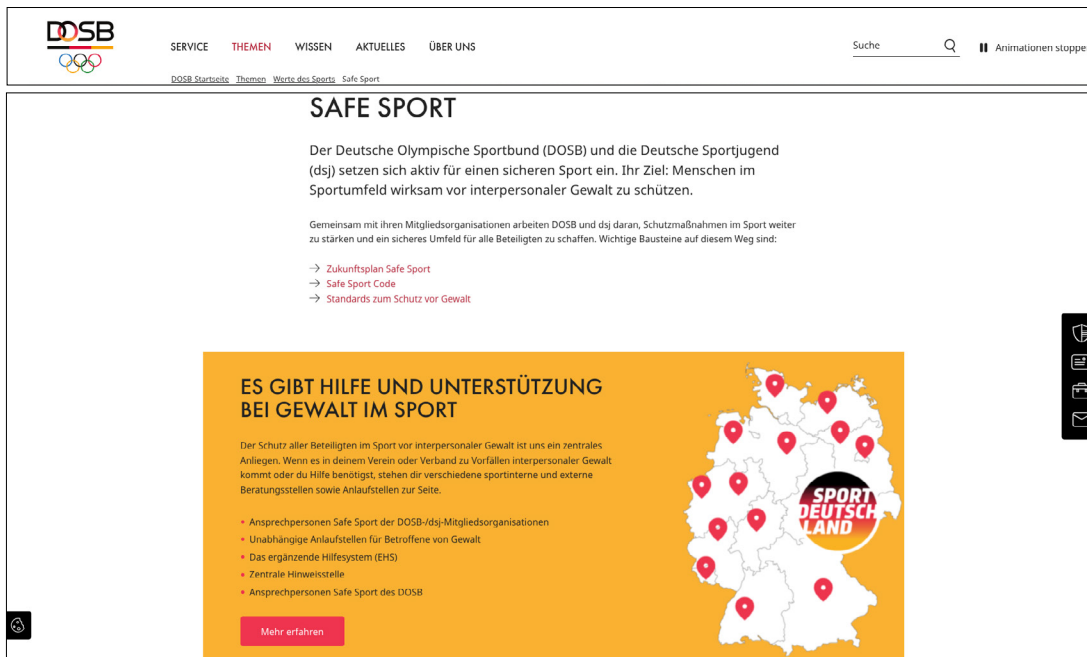 DOSB
SERVICE THEMEN WISSEN AKTUELLES ÜBER UNS
Suche
Animationen stoppe
DOSB Startseite Themen Werte des Sports Safe Sport
SAFE SPORT
Der Deutsche Olympische Sportbund (DOSB) und die Deutsche Sportjugend
(dsj) setzen sich aktiv für einen sicheren Sport ein. Ihr Ziel: Menschen im
Sportumfeld wirksam vor interpersonaler Gewalt zu schützen.
Gemeinsam mit ihren Mitgliedsorganisationen arbeiten DOSB und dsj daran, Schutzmaßnahmen im Sport weiter
zu stärken und ein sicheres Umfeld für alle Beteiligten zu schaffen. Wichtige Bausteine auf diesem Weg sind:
→ Zukunftsplan Safe Sport
→ Safe Sport Code
→ Standards zum Schutz vor Gewalt
ES GIBT HILFE UND UNTERSTÜTZUNG
BEI GEWALT IM SPORT
Der Schutz aller Beteiligten im Sport vor interpersonaler Gewalt ist uns ein zentrales
Anliegen. Wenn es in deinem Verein oder Verband zu Vorfällen interpersonaler Gewalt
kommt oder du Hilfe benötigst, stehen dir verschiedene sportinterne und externe
Beratungsstellen sowie Anlaufstellen zur Seite.
• Ansprechpersonen Safe Sport der DOSB-/dsj-Mitgliedsorganisationen
• Unabhängige Anlaufstellen für Betroffene von Gewalt
• Das ergänzende Hilfesystem (EHS)
• Zentrale Hinweisstelle
• Ansprechpersonen Safe Sport des DOSB
Mehr erfahren
SPORT
DEUTSCH
LAND